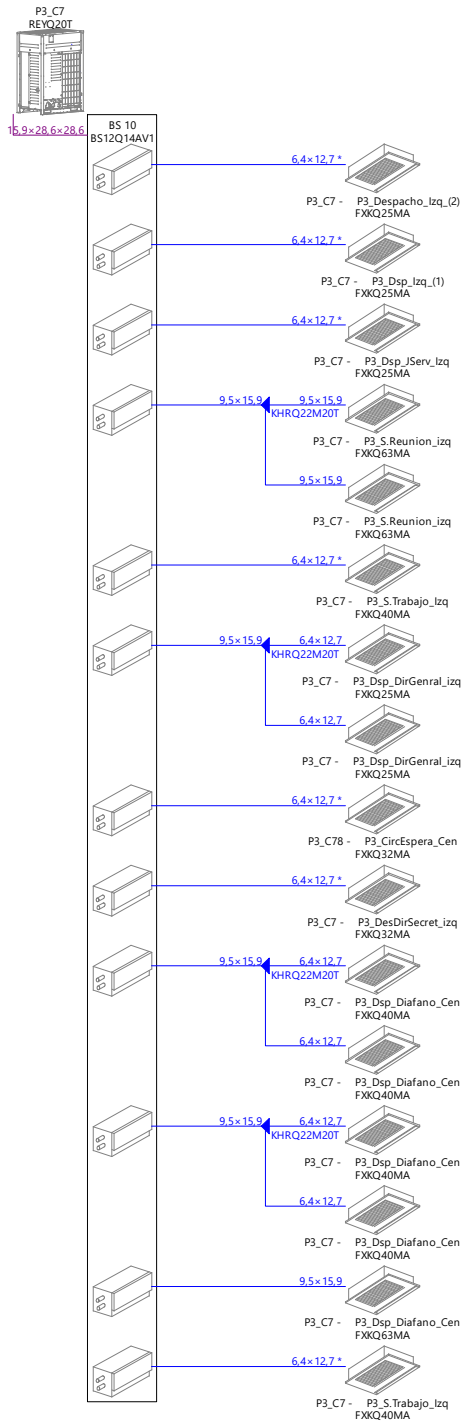 P3_C7
REYQ20T
15,9×28,6×28,6
BS 10
BS12Q14AV1
6,4×12,7 *
P3_C7 - P3_Despacho_Izq_(2)
FXKQ25MA
6,4×12,7 *
P3_C7 - P3_Dsp_Izq_(1)
FXKQ25MA
6,4×12,7 *
P3_C7 - P3_Dsp_JServ_Izq
FXKQ25MA
9,5×15,9 9,5×15,9
KHRQ22M20T
P3_C7 - P3_S.Reunion_izq
FXKQ63MA
9,5×15,9
P3_C7 - P3_S.Reunion_izq
FXKQ63MA
6,4×12,7 *
P3_C7 - P3_S.Trabajo_Izq
FXKQ40MA
9,5×15,9 6,4×12,7
KHRQ22M20T
P3_C7 - P3_Dsp_DirGenral_izq
FXKQ25MA
6,4×12,7
P3_C7 - P3_Dsp_DirGenral_izq
FXKQ25MA
6,4×12,7 *
P3_C78 - P3_CircEspera_Cen
FXKQ32MA
6,4×12,7 *
P3_C7 - P3_DesDirSecret_izq
FXKQ32MA
9,5×15,9 6,4×12,7
KHRQ22M20T
P3_C7 - P3_Dsp_Diafano_Cen
FXKQ40MA
6,4×12,7
P3_C7 - P3_Dsp_Diafano_Cen
FXKQ40MA
9,5×15,9 6,4×12,7
KHRQ22M20T
P3_C7 - P3_Dsp_Diafano_Cen
FXKQ40MA
6,4×12,7
P3_C7 - P3_Dsp_Diafano_Cen
FXKQ40MA
9,5×15,9
P3_C7 - P3_Dsp_Diafano_Cen
FXKQ63MA
6,4×12,7 *
P3_C7 - P3_S.Trabajo_Izq
FXKQ40MA